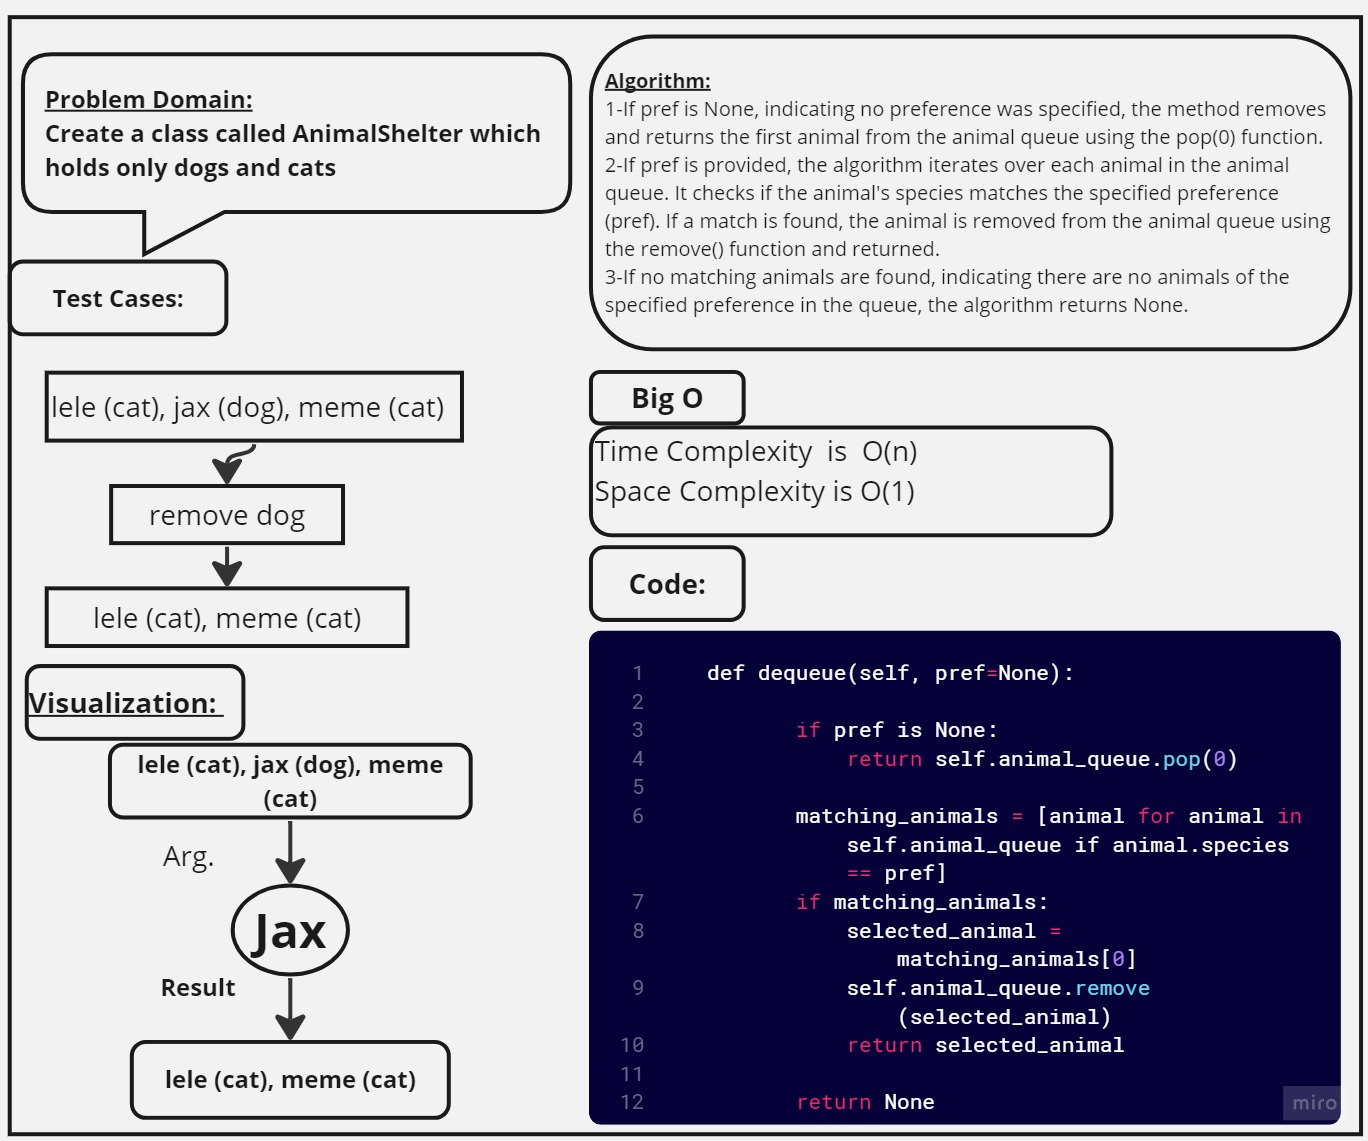 Problem Domain:
Create a class called AnimalShelter which
holds only dogs and cats
Test Cases:
lele (cat), jax (dog), meme (cat)
remove dog
lele (cat), meme (cat)
Visualization:
lele (cat), jax (dog), meme
(cat)
Arg.
Jax
Result
lele (cat), meme (cat)
Algorithm:
1-If pref is None, indicating no preference was specified, the method removes
and returns the first animal from the animal queue using the pop(0) function.
2-If pref is provided, the algorithm iterates over each animal in the animal
queue. It checks if the animal's species matches the specified preference
(pref). If a match is found, the animal is removed from the animal queue using
the remove() function and returned.
3-If no matching animals are found, indicating there are no animals of the
specified preference in the queue, the algorithm returns None.
Big O
Time Complexity  is  O(n)
Space Complexity is O(1)
Code:
1 def dequeue(self, pref=None):
2
3 if pref is None:
4 return self.animal_queue.pop(0)
5
6 matching_animals = [animal for animal in
self.animal_queue if animal.species
== pref]
7 if matching_animals:
8 selected_animal =
matching_animals[0]
9 self.animal_queue.remove
(selected_animal)
10 return selected_animal
11
12 return None
miro